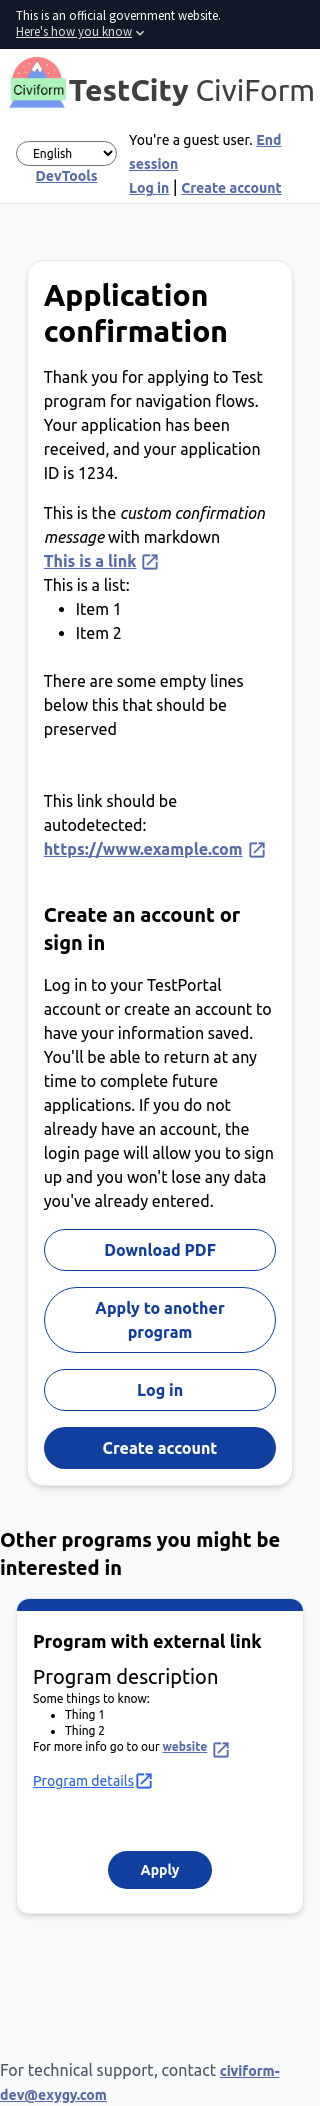 This is an official government website.
Here's how you know
Civiform
TestCity CiviForm
English
DevTools
You're a guest user. End
session
Log in | Create account
Application
confirmation
Thank you for applying to Test
program for navigation flows.
Your application has been
received, and your application
ID is 1234.
This is the custom confirmation
message with markdown
This is a link
This is a list:
• Item 1
• Item 2
There are some empty lines
below this that should be
preserved
This link should be
autodetected:
https://www.example.com
Create an account or
sign in
Log in to your TestPortal
account or create an account to
have your information saved.
You'll be able to return at any
time to complete future
applications. If you do not
already have an account, the
login page will allow you to sign
up and you won't lose any data
you've already entered.
Download PDF
Apply to another
program
Log in
Create account
Other programs you might be
interested in
Program with external link
Program description
Some things to know:
• Thing 1
• Thing 2
For more info go to our website
Program details
Apply
For technical support, contact civiform-
dev@exygy.com